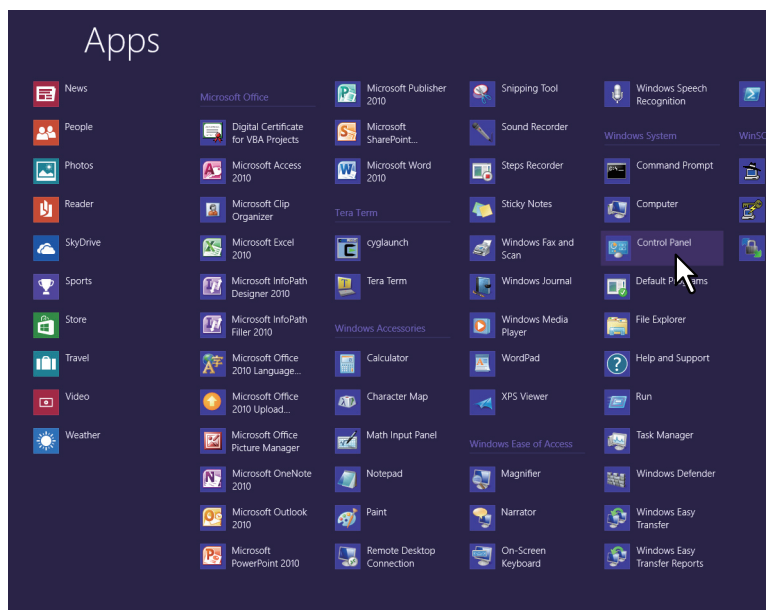 Apps
News
People
Photos
Reader
SkyDrive
Sports
Store
Travel
Video
Weather
Microsoft Office
Digital Certificate
for VBA Projects
Microsoft Access
2010
Microsoft Clip
Organizer
Microsoft Excel
2010
Microsoft InfoPath
Designer 2010
Microsoft InfoPath
Filler 2010
Microsoft Office
2010 Language...
Microsoft Office
2010 Upload...
Microsoft Office
Picture Manager
Microsoft OneNote
2010
Microsoft Outlook
2010
Microsoft
PowerPoint 2010
Microsoft Publisher
2010
Microsoft
SharePoint...
Microsoft Word
2010
Tera Term
cyglaunch
Tera Term
Windows Accessories
Calculator
Character Map
Math Input Panel
Notepad
Paint
Remote Desktop
Connection
Snipping Tool
Sound Recorder
Steps Recorder
Sticky Notes
Windows Fax and
Scan
Windows Journal
Windows Media
Player
WordPad
XPS Viewer
Windows Ease of Access
Magnifier
Narrator
On-Screen
Keyboard
Windows Speech
Recognition
Windows System
Command Prompt
Computer
Control Panel
Default Programs
File Explorer
Help and Support
Run
Task Manager
Windows Defender
Windows Easy
Transfer
Windows Easy
Transfer Reports
WinSC